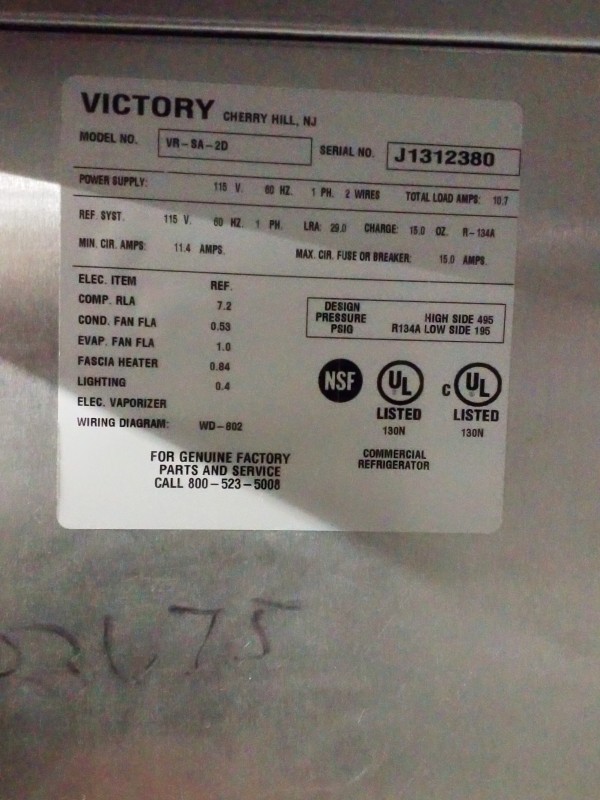 VICTORY CHERRY HILL, NJ
MODEL NO. VR-SA-2D SERIAL NO. J1312380
POWER SUPPLY: 115 V. 60 HZ. 1 PH. 2 WIRES TOTAL LOAD AMPS: 10.7
REF. SYST. 115 V. 60 HZ. 1 PH. LRA: 29.0 CHARGE: 15.0 OZ. R-134A
MIN. CIR. AMPS: 11.4 AMPS. MAX. CIR. FUSE OR BREAKER: 15.0 AMPS.
ELEC. ITEM REF.
COMP. RLA 7.2
COND. FAN FLA 0.53
EVAP. FAN FLA 1.0
FASCIA HEATER 0.84
LIGHTING 0.4
ELEC. VAPORIZER
WIRING DIAGRAM: WD-802
DESIGN PRESSURE PSIG
HIGH SIDE 495
R134A LOW SIDE 195
NSF
UL
LISTED
130N
C UL
LISTED
130N
FOR GENUINE FACTORY
PARTS AND SERVICE
CALL 800-523-5008
COMMERCIAL
REFRIGERATOR